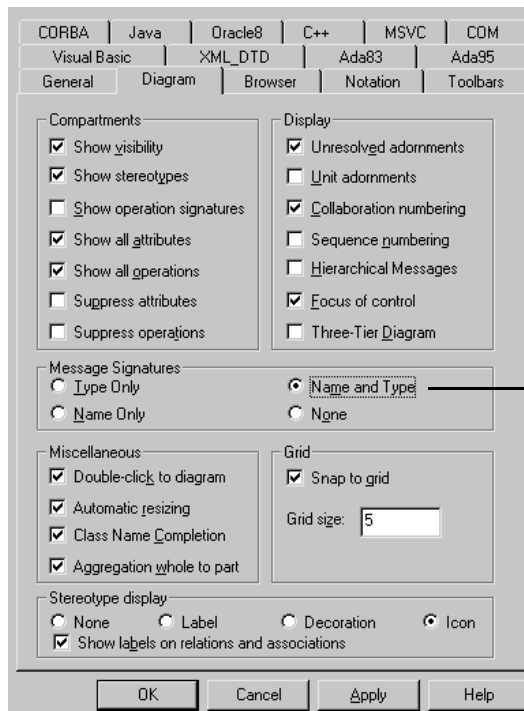 CORBA Java Oracle8 C++ MSVC COM
Visual Basic XML_DTD Ada83 Ada95
General Diagram Browser Notation Toolbars
Compartments
Show visibility
Show stereotypes
Show operation signatures
Show all attributes
Show all operations
Suppress attributes
Suppress operations
Display
Unresolved adornments
Unit adornments
Collaboration numbering
Sequence numbering
Hierarchical Messages
Focus of control
Three-Tier Diagram
Message Signatures
Type Only Name and Type
Name Only None
Miscellaneous
Double-click to diagram
Automatic resizing
Class Name Completion
Aggregation whole to part
Grid
Snap to grid
Grid size: 5
Stereotype display
None Label Decoration Icon
Show labels on relations and associations
OK Cancel Apply Help